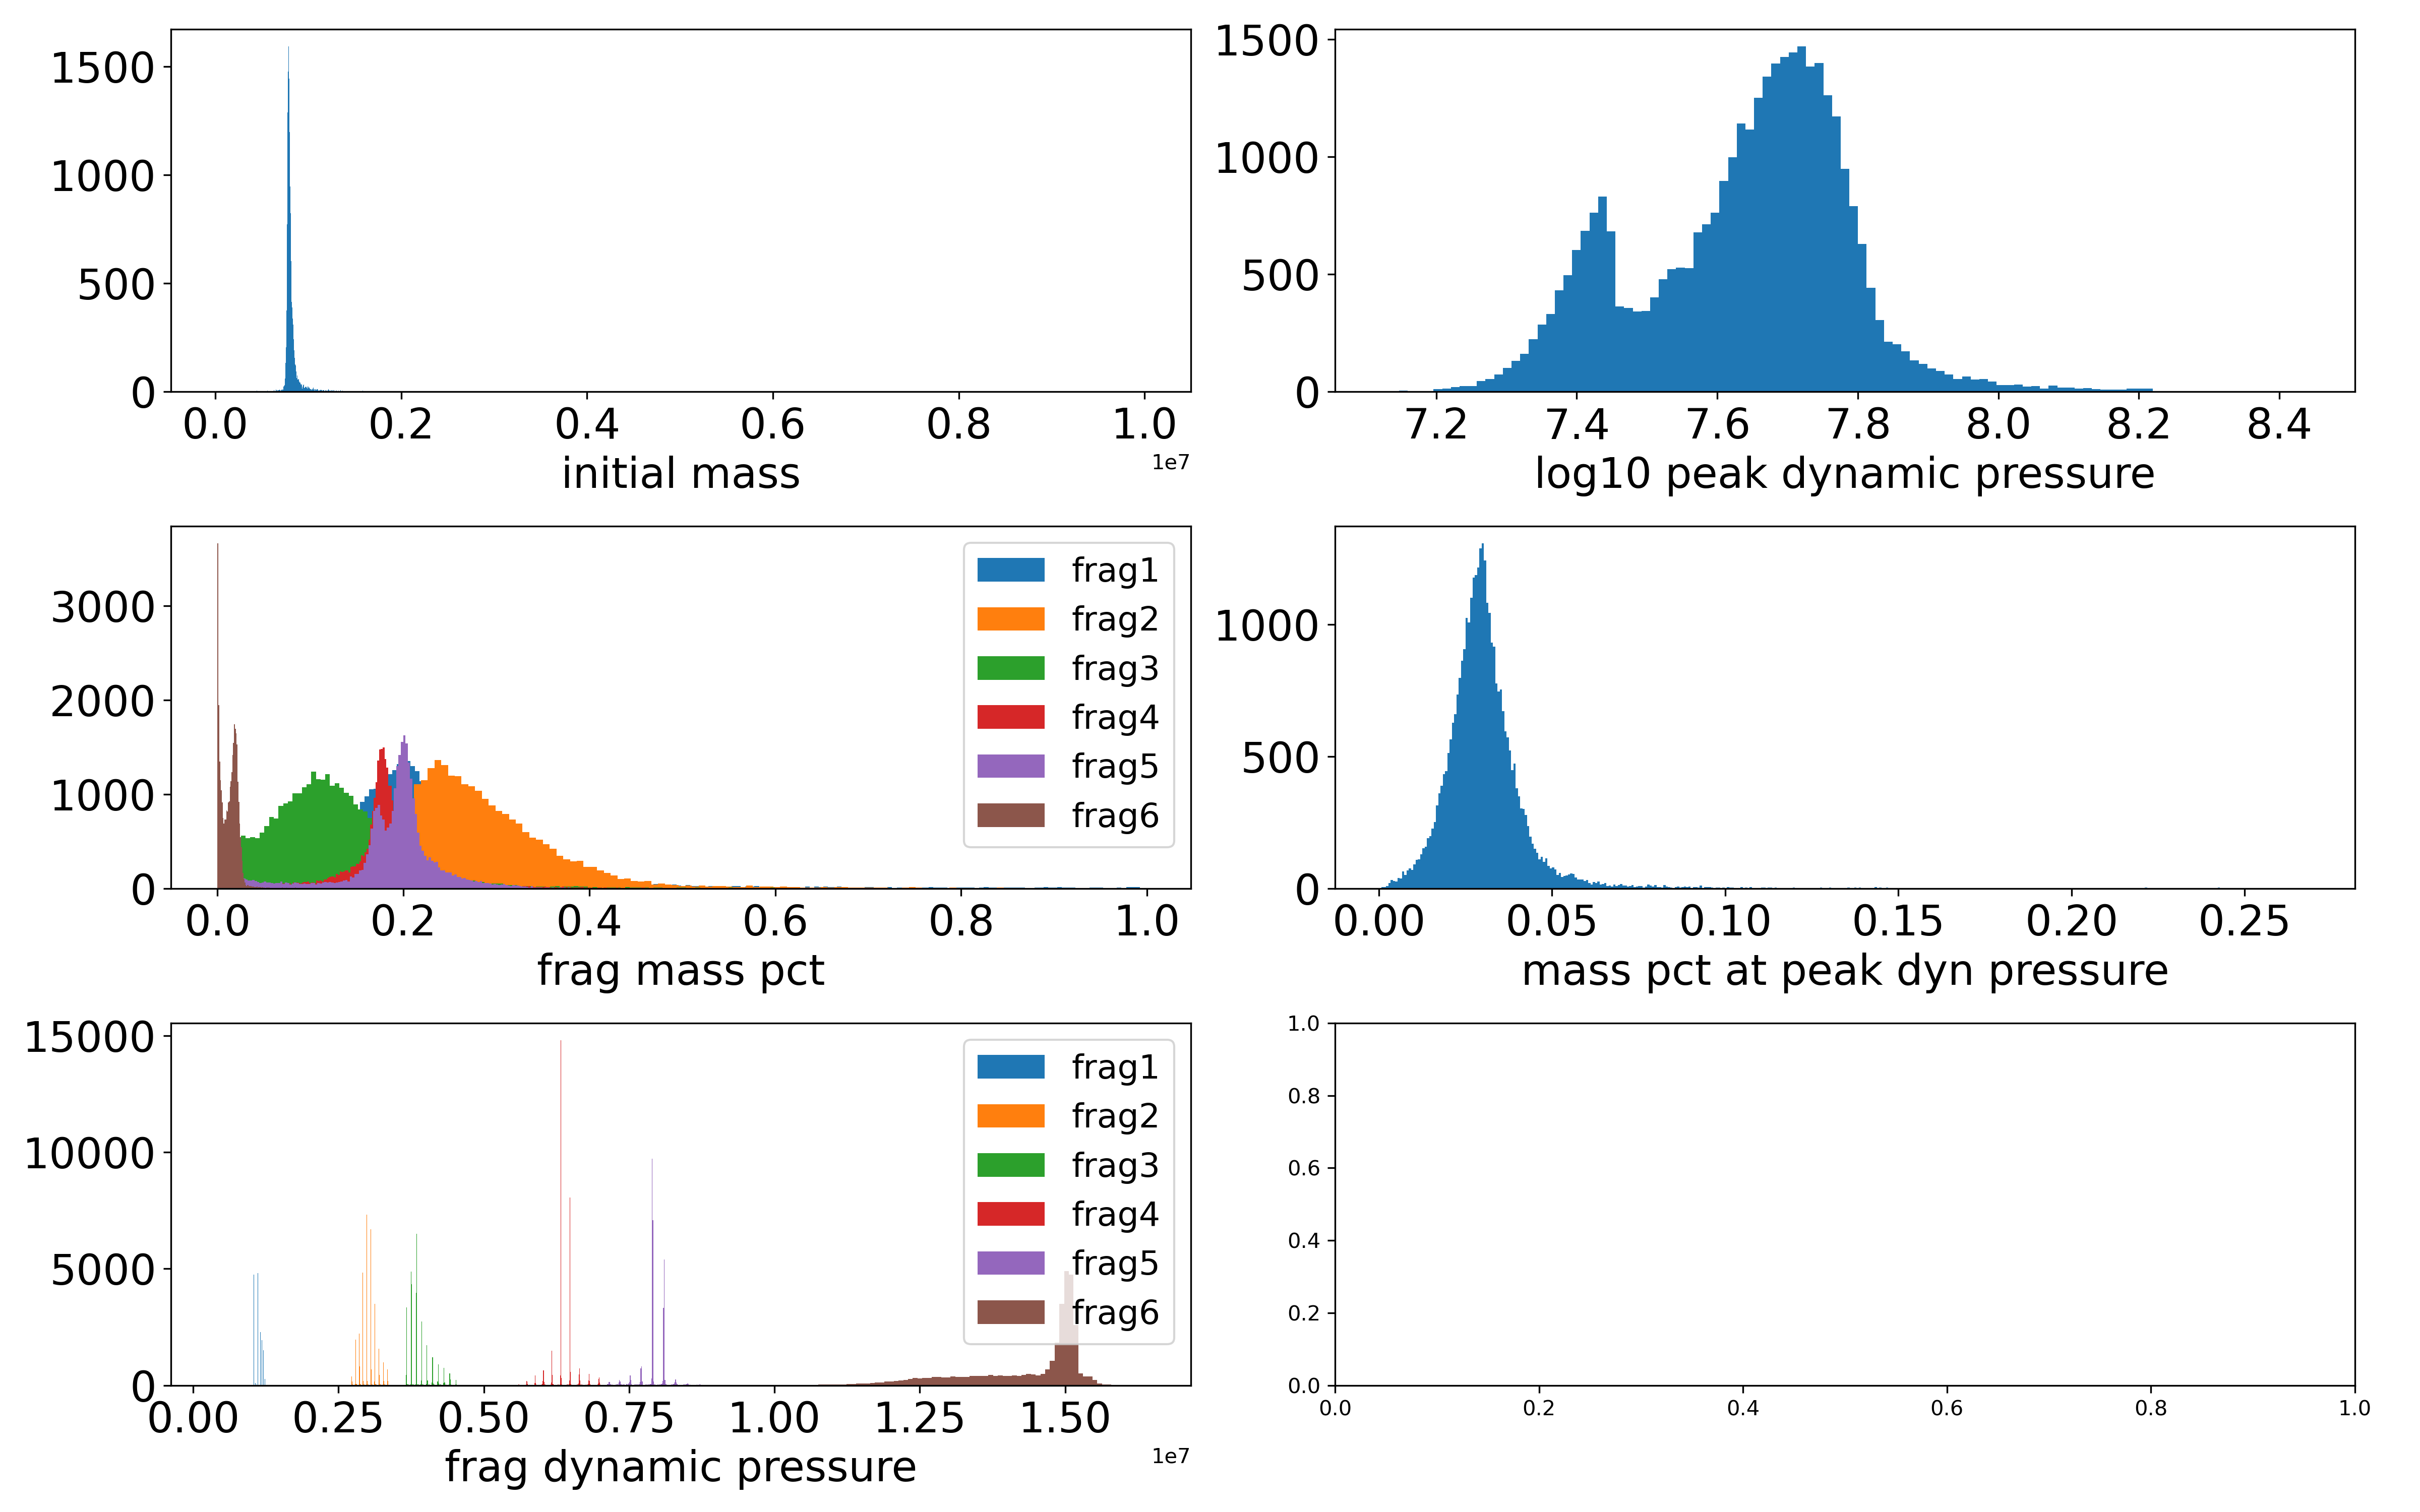 1500
1000
500
0
0.0 0.2 0.4 0.6 0.8 1.0
1e7
initial mass
1500
1000
500
0
7.2 7.4 7.6 7.8 8.0 8.2 8.4
log10 peak dynamic pressure
3000
2000
1000
0
frag1
frag2
frag3
frag4
frag5
frag6
0.0 0.2 0.4 0.6 0.8 1.0
frag mass pct
1000
500
0
0.00 0.05 0.10 0.15 0.20 0.25
mass pct at peak dyn pressure
15000
10000
5000
0
frag1
frag2
frag3
frag4
frag5
frag6
0.00 0.25 0.50 0.75 1.00 1.25 1.50
1e7
frag dynamic pressure
1.0
0.8
0.6
0.4
0.2
0.0
0.0 0.2 0.4 0.6 0.8 1.0